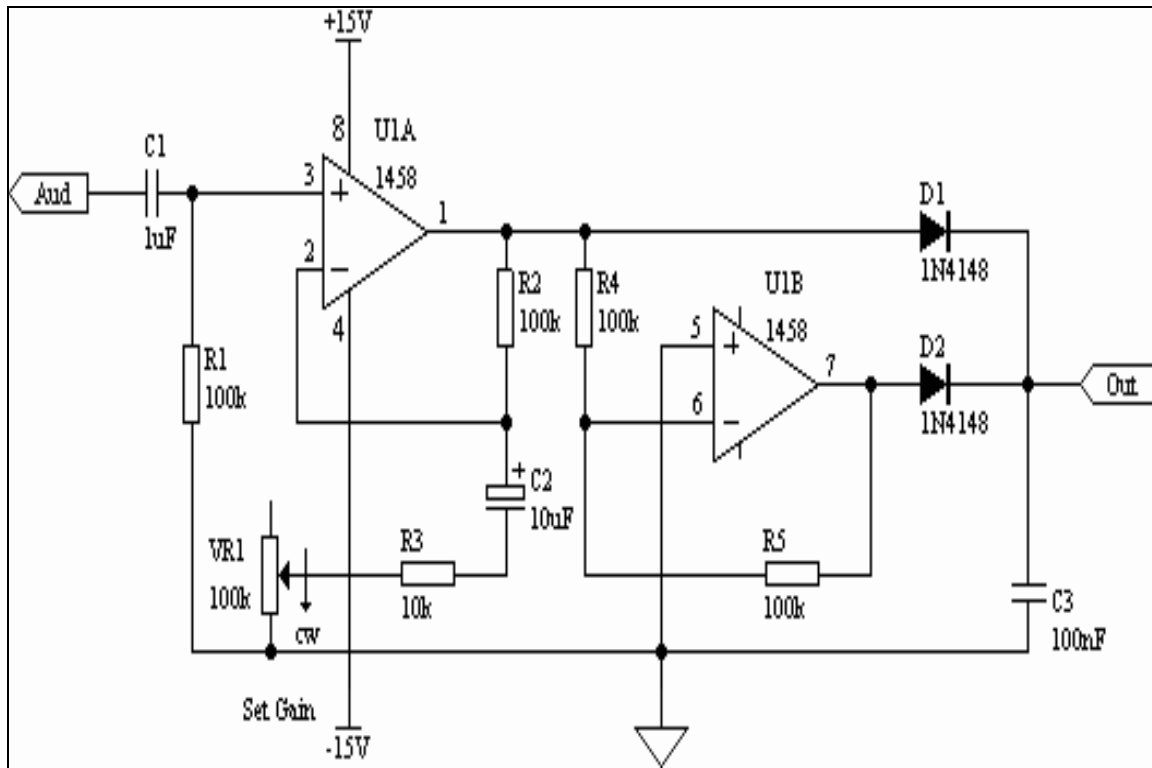 +15V
8
U1A
1458
C1
1uF
Aud
3
+
2
−
1
4
R1
100k
R2
100k
R4
100k
U1B
1458
5
+
6
−
7
D1
1N4148
D2
1N4148
Out
+
C2
10uF
VR1
100k
cw
R3
10k
R5
100k
C3
100nF
Set Gain
-15V